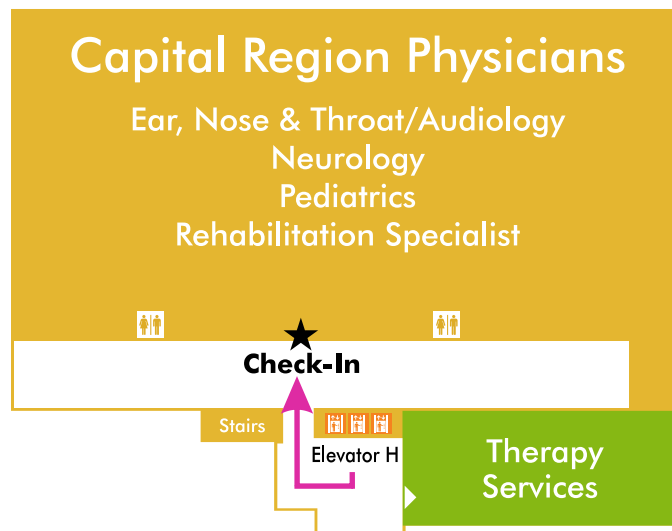 Capital Region Physicians
Ear, Nose & Throat/Audiology
Neurology
Pediatrics
Rehabilitation Specialist
Check-In
Stairs
Elevator H
Therapy
Services